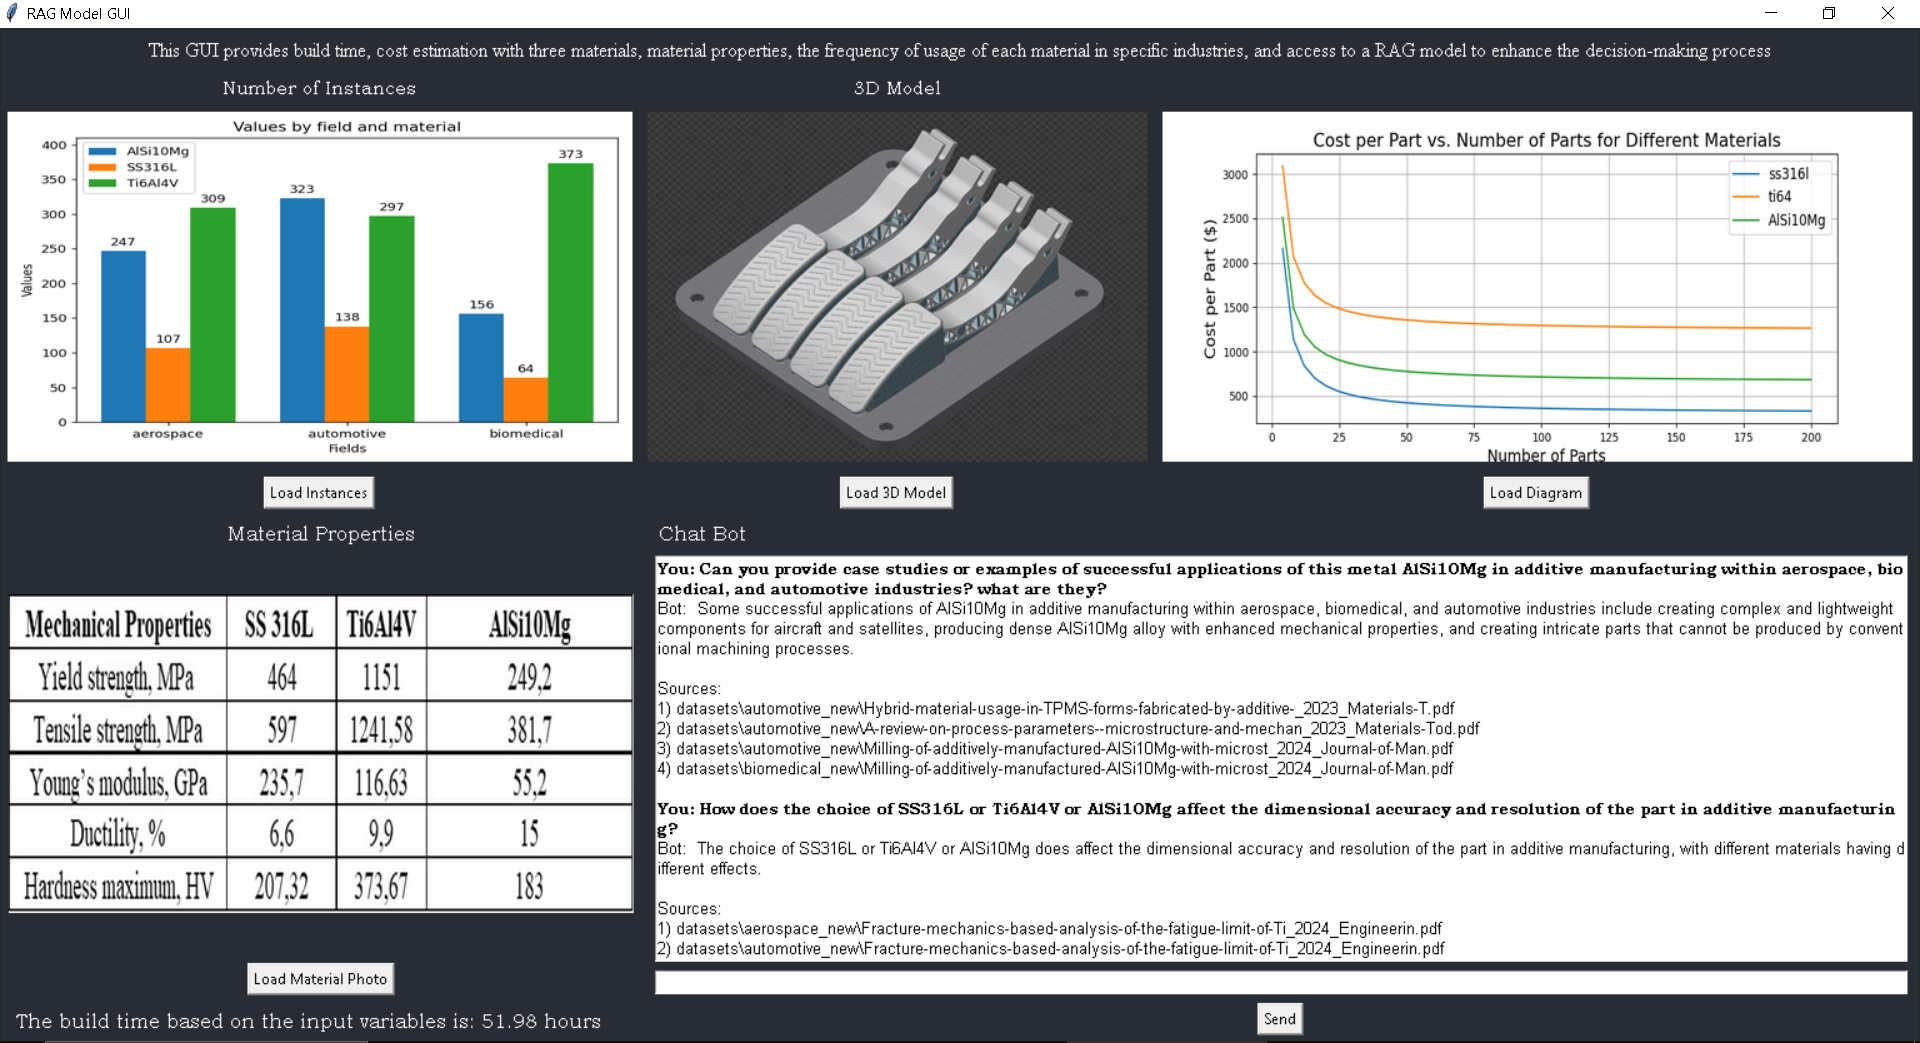 RAG Model GUI
This GUI provides build time, cost estimation with three materials, material properties, the frequency of usage of each material in specific industries, and access to a RAG model to enhance the decision-making process
Number of Instances
Values by field and material
400
350
300
250
200
150
100
50
0
Values
AlSi10Mg
SS316L
Ti6Al4V
247
107
309
323
138
297
156
64
373
aerospace
automotive
biomedical
Fields
Load Instances
3D Model
Load 3D Model
Cost per Part vs. Number of Parts for Different Materials
3000
2500
2000
1500
1000
500
Cost per Part ($)
ss316l
ti64
AlSi10Mg
0 25 50 75 100 125 150 175 200
Number of Parts
Load Diagram
Material Properties
Mechanical Properties SS 316L Ti6Al4V AlSi10Mg
Yield strength, MPa 464 1151 249,2
Tensile strength, MPa 597 1241,58 381,7
Young's modulus, GPa 235,7 116,63 55,2
Ductility, % 6,6 9,9 15
Hardness maximum, HV 207,32 373,67 183
Load Material Photo
The build time based on the input variables is: 51.98 hours
Chat Bot
You: Can you provide case studies or examples of successful applications of this metal AlSi10Mg in additive manufacturing within aerospace, bio
medical, and automotive industries? what are they?
Bot: Some successful applications of AlSi10Mg in additive manufacturing within aerospace, biomedical, and automotive industries include creating complex and lightweight
components for aircraft and satellites, producing dense AlSi10Mg alloy with enhanced mechanical properties, and creating intricate parts that cannot be produced by convent
ional machining processes.
Sources:
1) datasets\automotive_new\Hybrid-material-usage-in-TPMS-forms-fabricated-by-additive-_2023_Materials-T.pdf
2) datasets\automotive_new\A-review-on-process-parameters--microstructure-and-mechan_2023_Materials-Tod.pdf
3) datasets\automotive_new\Milling-of-additively-manufactured-AlSi10Mg-with-microst_2024_Journal-of-Man.pdf
4) datasets\biomedical_new\Milling-of-additively-manufactured-AlSi10Mg-with-microst_2024_Journal-of-Man.pdf
You: How does the choice of SS316L or Ti6Al4V or AlSi10Mg affect the dimensional accuracy and resolution of the part in additive manufacturin
g?
Bot: The choice of SS316L or Ti6Al4V or AlSi10Mg does affect the dimensional accuracy and resolution of the part in additive manufacturing, with different materials having d
ifferent effects.
Sources:
1) datasets\aerospace_new\Fracture-mechanics-based-analysis-of-the-fatigue-limit-of-Ti_2024_Engineerin.pdf
2) datasets\automotive_new\Fracture-mechanics-based-analysis-of-the-fatigue-limit-of-Ti_2024_Engineerin.pdf
Send